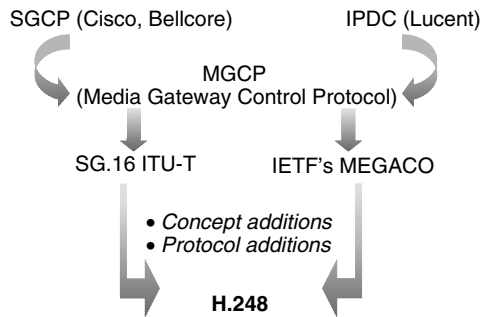 SGCP (Cisco, Bellcore) IPDC (Lucent)
MGCP
(Media Gateway Control Protocol)
SG.16 ITU-T IETF's MEGACO
• Concept additions
• Protocol additions
H.248